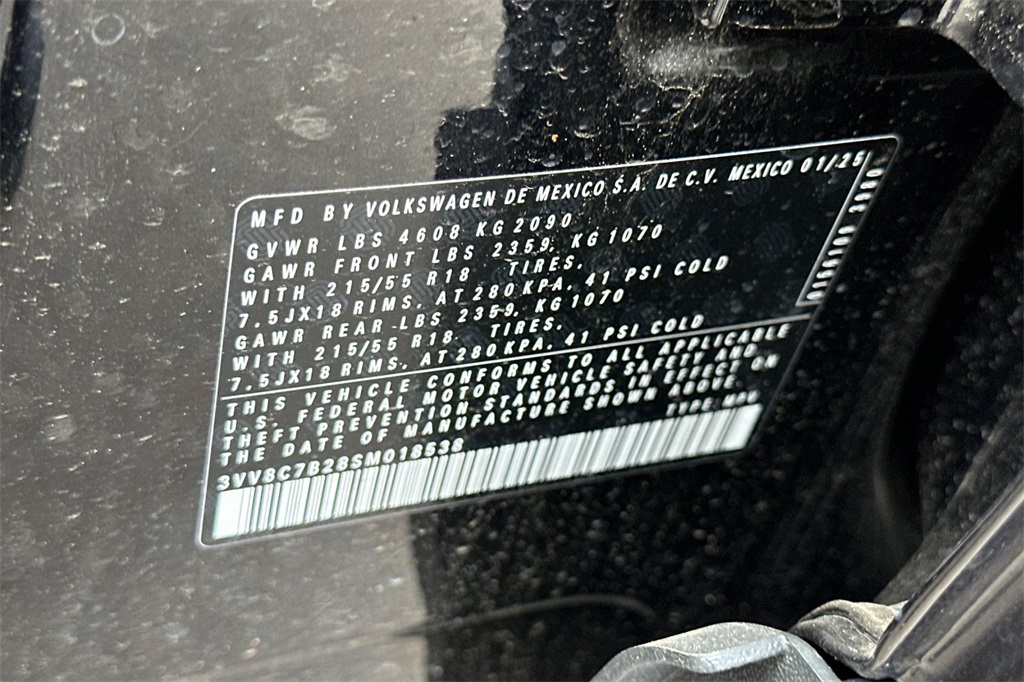 MFD BY VOLKSWAGEN DE MEXICO S.A. DE C.V. MEXICO 01/25
GVWR LBS 4608 KG 2090
GAWR FRONT LBS 2359, KG 1070
WITH 215/55 R18 TIRES,
7.5JX18 RIMS, AT 280 KPA, 41 PSI COLD
GAWR REAR LBS 2359, KG 1070
WITH 215/55 R18 TIRES,
7.5JX18 RIMS, AT 280 KPA, 41 PSI COLD
THIS VEHICLE CONFORMS TO ALL APPLICABLE
U.S. FEDERAL MOTOR VEHICLE SAFETY AND
THEFT PREVENTION STANDARDS IN EFFECT ON
THE DATE OF MANUFACTURE SHOWN ABOVE.
3VV8C7B28SM018538 TYPE: MPV